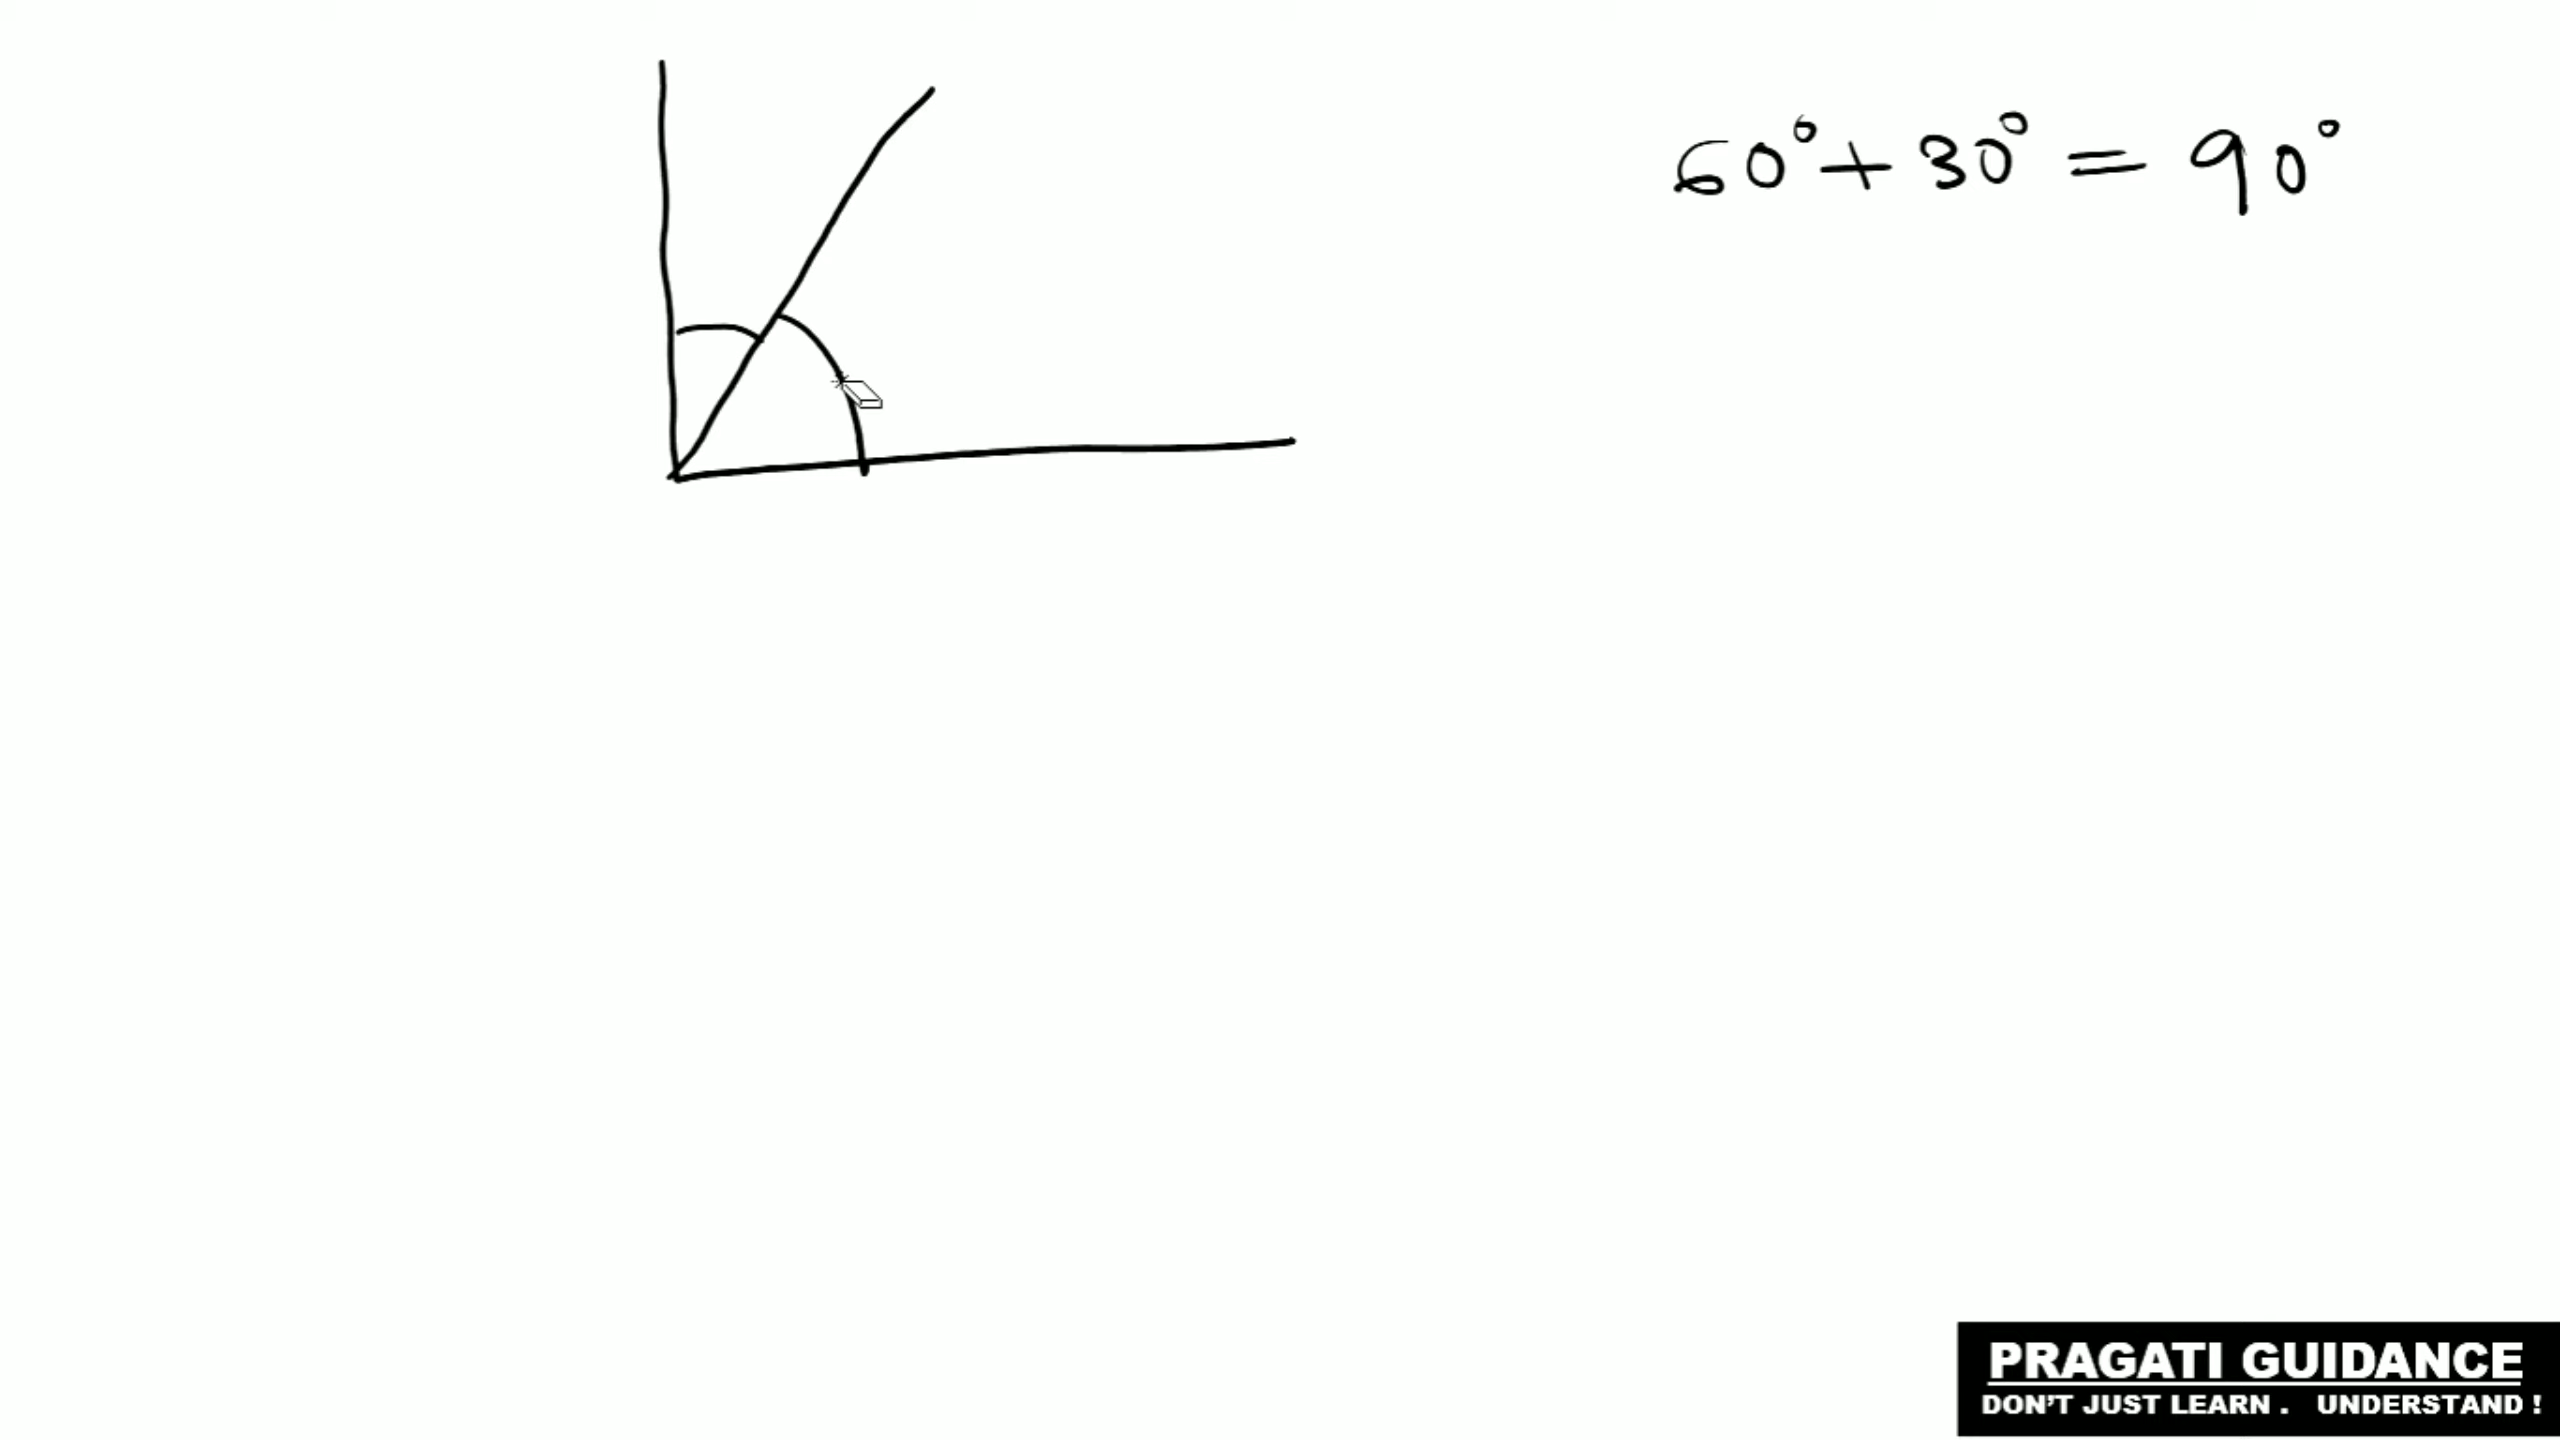 60° + 30° = 90°
PRAGATI GUIDANCE
DON'T JUST LEARN . UNDERSTAND !